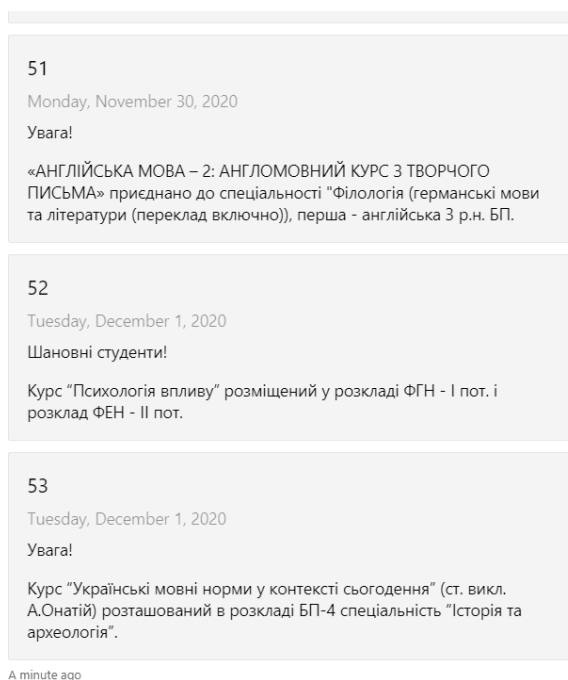 51
Monday, November 30, 2020
Увага!
«АНГЛІЙСЬКА МОВА – 2: АНГЛОМОВНИЙ КУРС З ТВОРЧОГО
ПИСЬМА» приєднано до спеціальності "Філологія (германські мови
та літератури (переклад включно)), перша - англійська 3 р.н. БП.
52
Tuesday, December 1, 2020
Шановні студенти!
Курс “Психологія впливу” розміщений у розкладі ФГН - І пот. і
розклад ФЕН - ІІ пот.
53
Tuesday, December 1, 2020
Увага!
Курс “Українські мовні норми у контексті сьогодення” (ст. викл.
А.Онатій) розташований в розкладі БП-4 спеціальність “Історія та
археологія”.
A minute ago